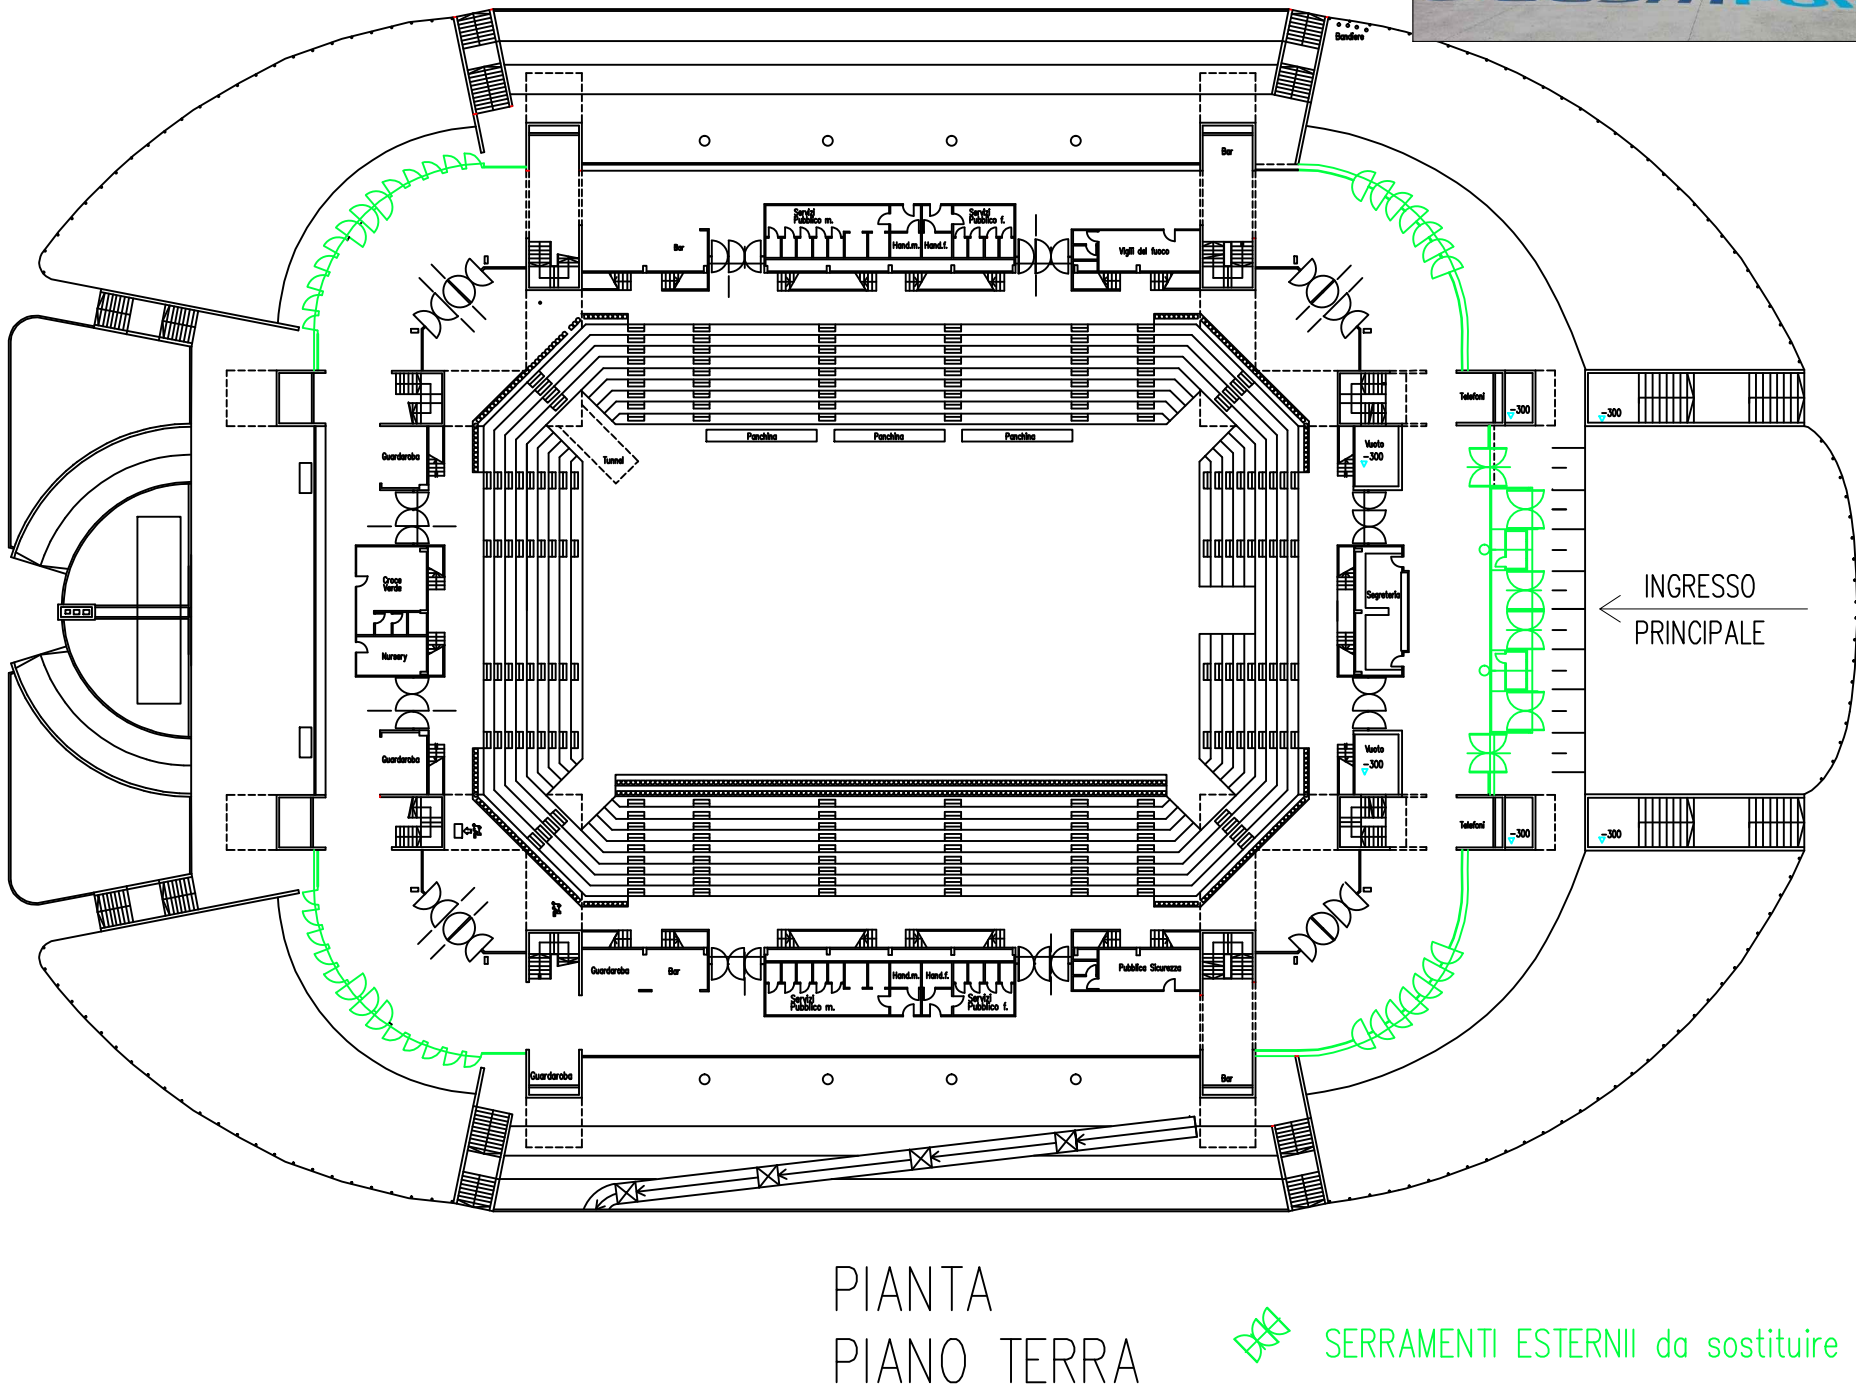 Bandiere
Bar
Servizi
Pubblico m.
Servizi
Pubblico f.
Hand.m.
Hand.f.
Bar
Vigili del fuoco
Telefoni
-300
-300
Panchina
Panchina
Panchina
Tunnel
Guardaroba
Vuoto
-300
Croce
Verde
Segreteria
INGRESSO
PRINCIPALE
Nursery
Guardaroba
Vuoto
-300
Telefoni
-300
-300
Guardaroba
Bar
Hand.m.
Hand.f.
Pubblica Sicurezza
Servizi
Pubblico m.
Servizi
Pubblico f.
Guardaroba
Bar
PIANTA
PIANO TERRA
SERRAMENTI ESTERNII da sostituire